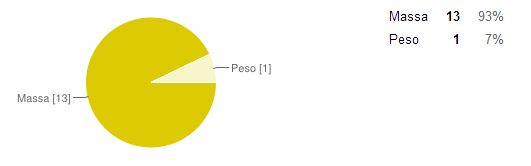 Massa 13 93%
Peso 1 7%
Peso [1]
Massa [13]